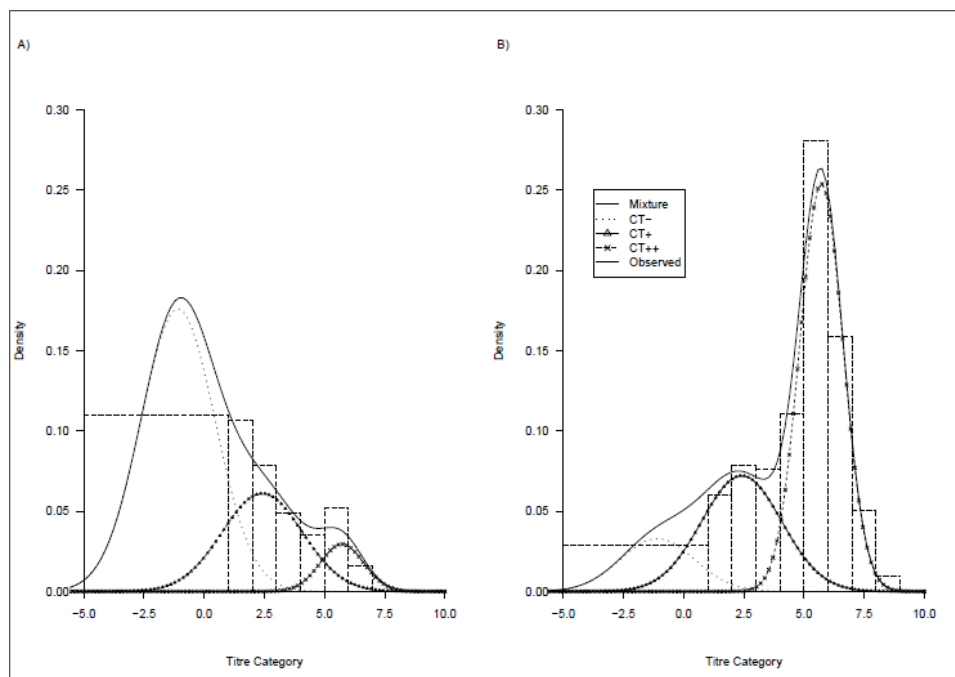 A)
0.30
0.25
0.20
0.15
0.10
0.05
0.00
Density
−5.0 −2.5 0.0 2.5 5.0 7.5 10.0
Titre Category
B)
0.30
0.25
0.20
0.15
0.10
0.05
0.00
Density
Mixture
CT−
CT+
CT++
Observed
−5.0 −2.5 0.0 2.5 5.0 7.5 10.0
Titre Category